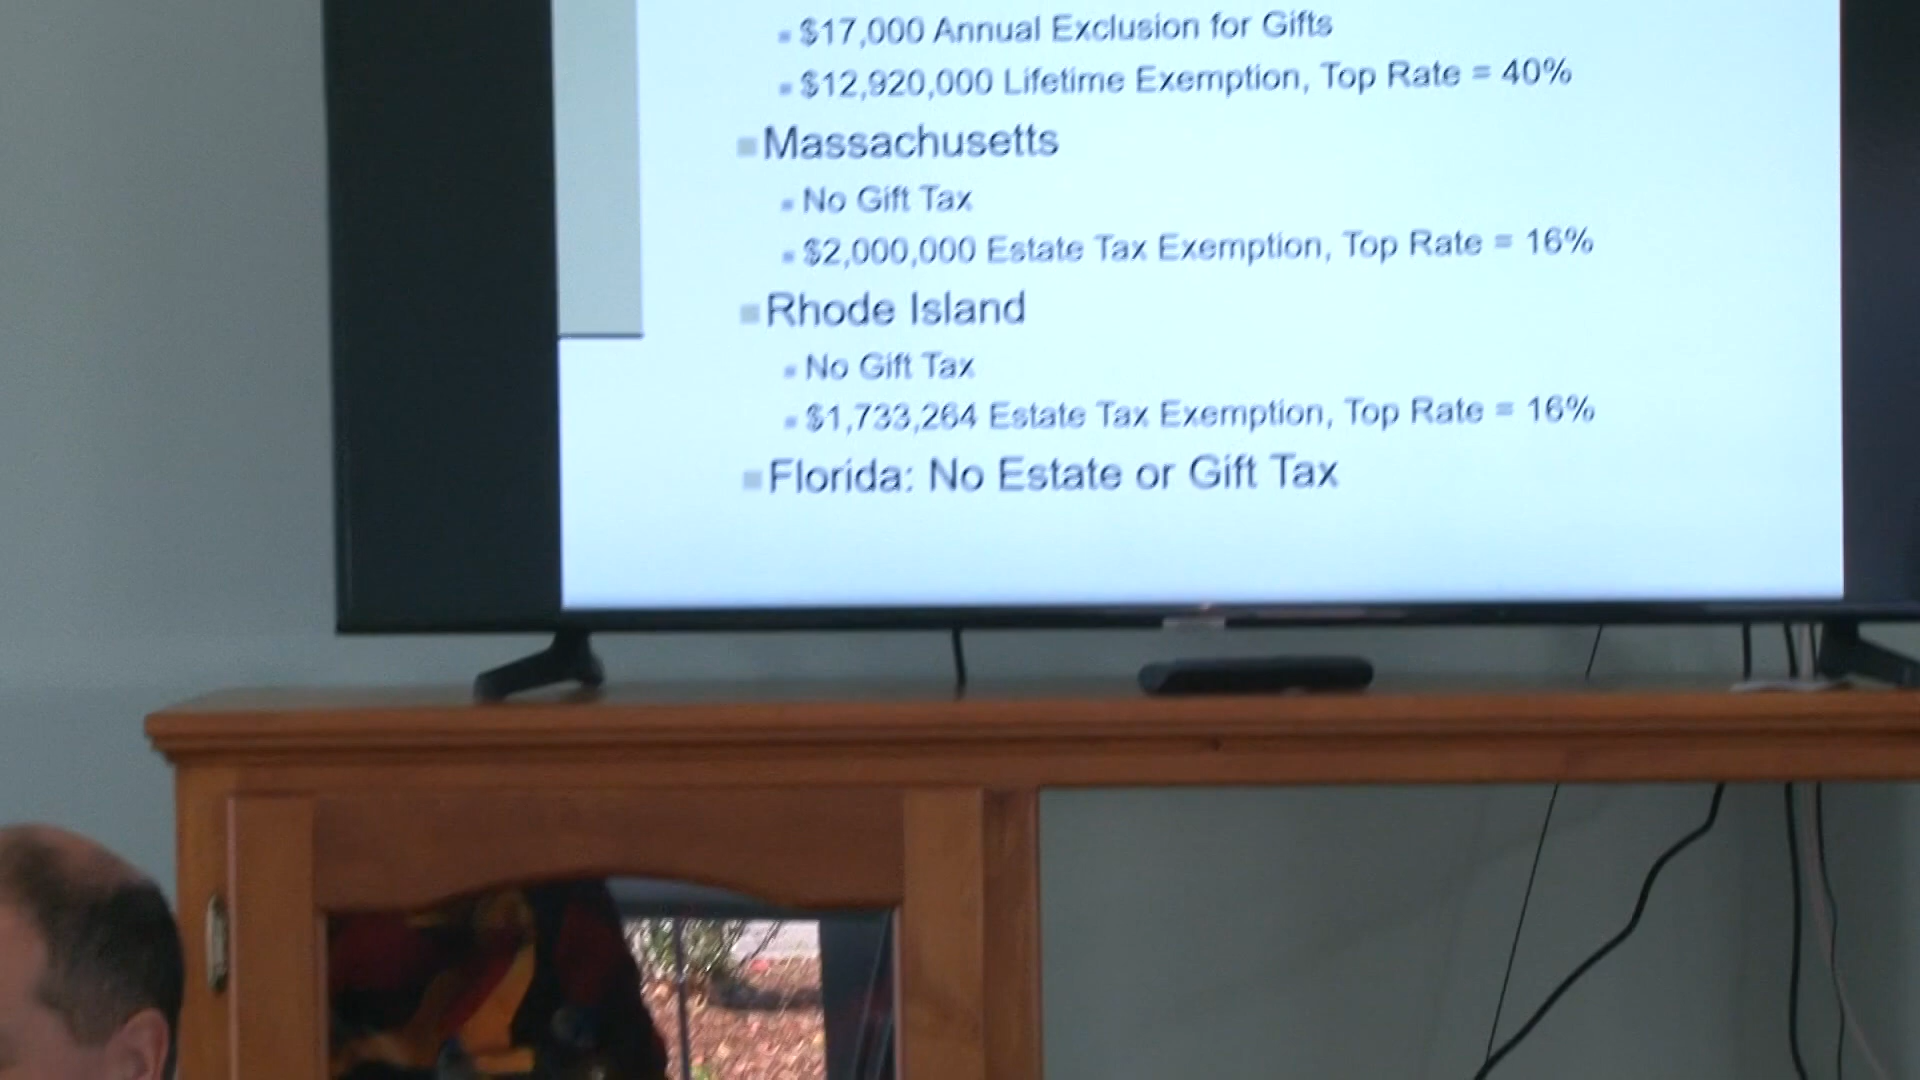 $17,000 Annual Exclusion for Gifts
$12,920,000 Lifetime Exemption, Top Rate = 40%
Massachusetts
No Gift Tax
$2,000,000 Estate Tax Exemption, Top Rate = 16%
Rhode Island
No Gift Tax
$1,733,264 Estate Tax Exemption, Top Rate = 16%
Florida: No Estate or Gift Tax